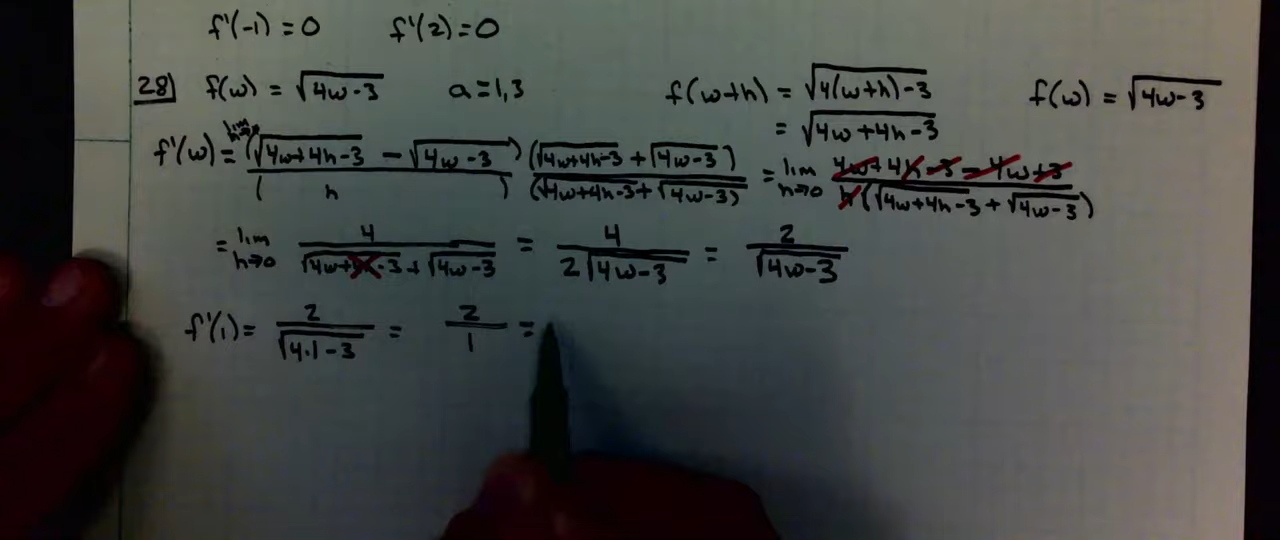 f'(-1) = 0 f'(2) = 0
28) f(w) = √(4w-3) a = 1,3 f(w+h) = √(4(w+h)-3) f(w) = √(4w-3)
= √(4w+4h-3)
f'(w) = lim h→0 (√(4w+4h-3) - √(4w-3))/(h) (√(4w+4h-3) + √(4w-3))/(√(4w+4h-3) + √(4w-3)) = lim h→0 (4w+4h-3-4w+3)/(h(√(4w+4h-3) + √(4w-3)))
= lim h→0 4/(√(4w+4h-3) + √(4w-3)) = 4/(2√(4w-3)) = 2/√(4w-3)
f'(1) = 2/√(4·1-3) = 2/1 =